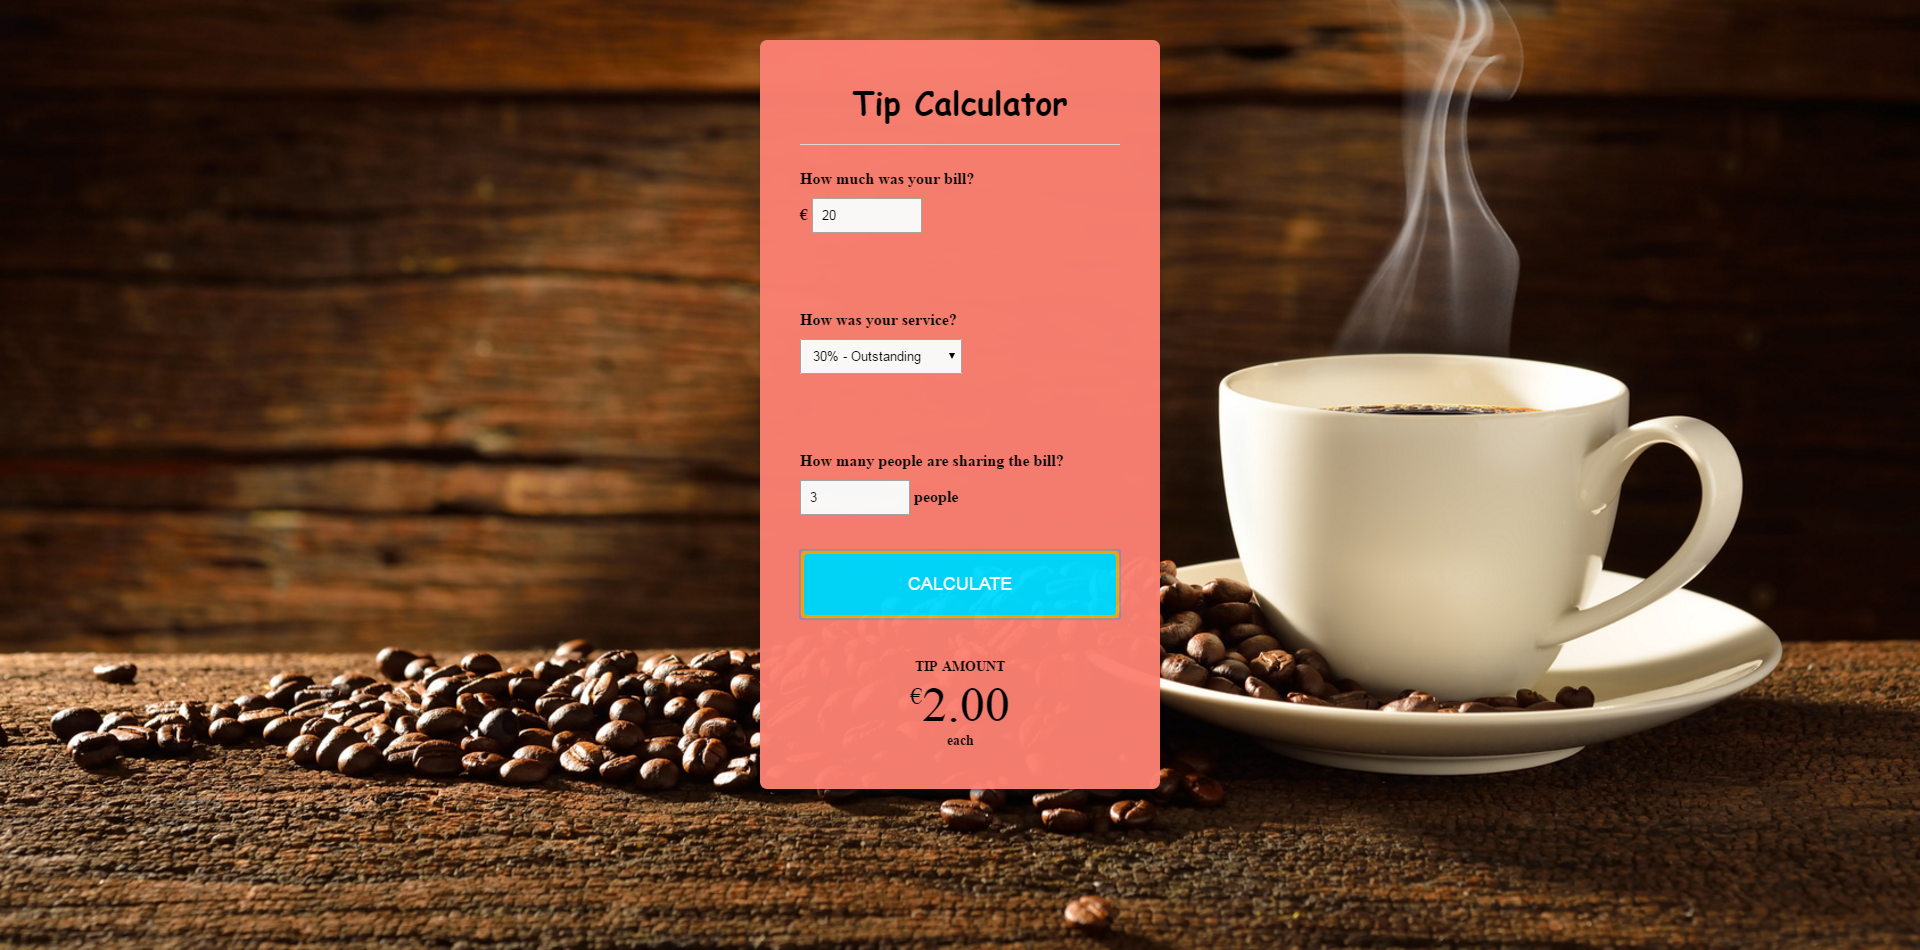 Tip Calculator
How much was your bill?
€ 20
How was your service?
30% - Outstanding
How many people are sharing the bill?
3 people
CALCULATE
TIP AMOUNT
€2.00
each